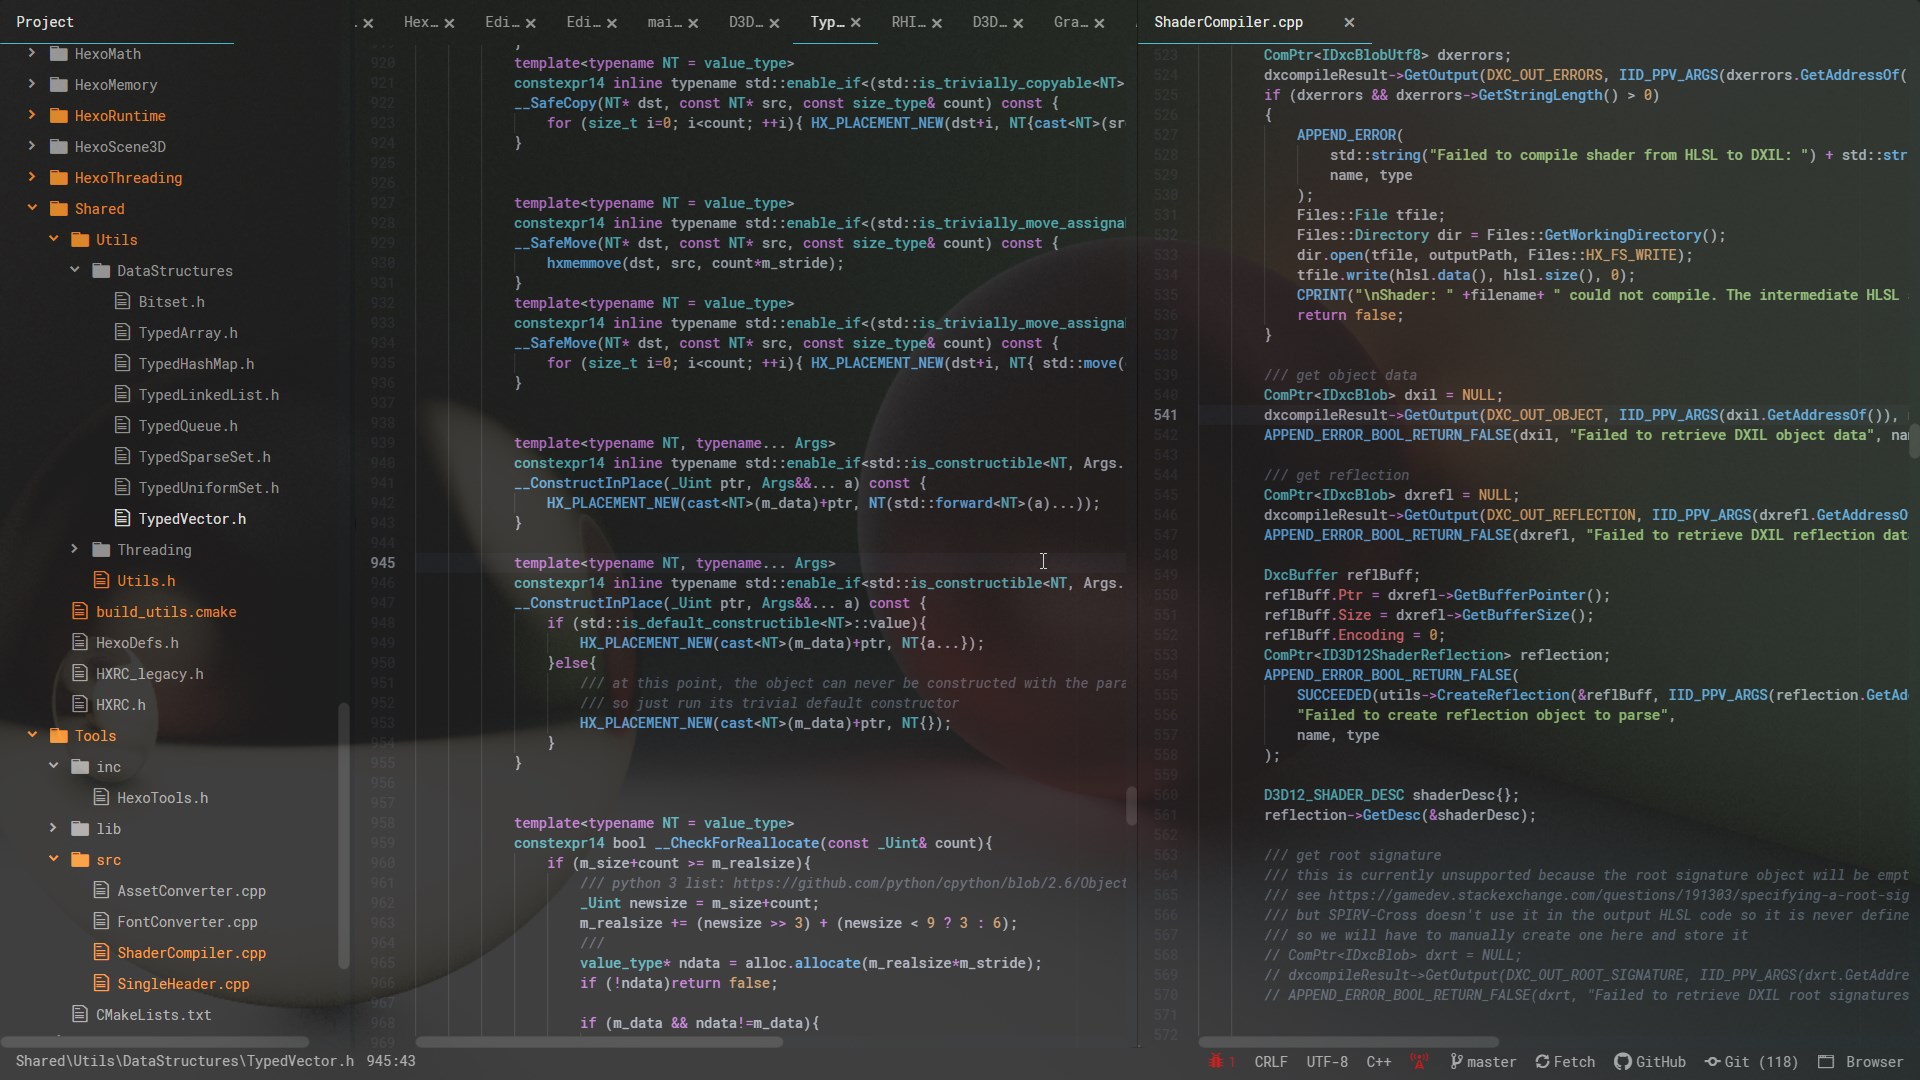 Project
HexoMath
HexoMemory
HexoRuntime
HexoScene3D
HexoThreading
Shared
Utils
DataStructures
Bitset.h
TypedArray.h
TypedHashMap.h
TypedLinkedList.h
TypedQueue.h
TypedSparseSet.h
TypedUniformSet.h
TypedVector.h
Threading
Utils.h
build_utils.cmake
HexoDefs.h
HXRC_legacy.h
HXRC.h
Tools
inc
HexoTools.h
lib
src
AssetConverter.cpp
FontConverter.cpp
ShaderCompiler.cpp
SingleHeader.cpp
CMakeLists.txt
Hex… Edi… Edi… mai… D3D… Typ… RHI… D3D… Gra…
920 template<typename NT = value_type>
921 constexpr14 inline typename std::enable_if<(std::is_trivially_copyable<NT>
922 __SafeCopy(NT* dst, const NT* src, const size_type& count) const {
923 for (size_t i=0; i<count; ++i){ HX_PLACEMENT_NEW(dst+i, NT{cast<NT>(sr
924 }
925
926
927 template<typename NT = value_type>
928 constexpr14 inline typename std::enable_if<(std::is_trivially_move_assigna
929 __SafeMove(NT* dst, const NT* src, const size_type& count) const {
930 hxmemmove(dst, src, count*m_stride);
931 }
932 template<typename NT = value_type>
933 constexpr14 inline typename std::enable_if<(std::is_trivially_move_assigna
934 __SafeMove(NT* dst, const NT* src, const size_type& count) const {
935 for (size_t i=0; i<count; ++i){ HX_PLACEMENT_NEW(dst+i, NT{ std::move(
936 }
937
938
939 template<typename NT, typename... Args>
940 constexpr14 inline typename std::enable_if<std::is_constructible<NT, Args.
941 __ConstructInPlace(_Uint ptr, Args&&... a) const {
942 HX_PLACEMENT_NEW(cast<NT>(m_data)+ptr, NT(std::forward<NT>(a)...));
943 }
944
945 template<typename NT, typename... Args>
946 constexpr14 inline typename std::enable_if<std::is_constructible<NT, Args.
947 __ConstructInPlace(_Uint ptr, Args&&... a) const {
948 if (std::is_default_constructible<NT>::value){
949 HX_PLACEMENT_NEW(cast<NT>(m_data)+ptr, NT{a...});
950 }else{
951 /// at this point, the object can never be constructed with the para
952 /// so just run its trivial default constructor
953 HX_PLACEMENT_NEW(cast<NT>(m_data)+ptr, NT{});
954 }
955 }
956
957
958 template<typename NT = value_type>
959 constexpr14 bool __CheckForReallocate(const _Uint& count){
960 if (m_size+count >= m_realsize){
961 /// python 3 list: https://github.com/python/cpython/blob/2.6/Object
962 _Uint newsize = m_size+count;
963 m_realsize += (newsize >> 3) + (newsize < 9 ? 3 : 6);
964 ///
965 value_type* ndata = alloc.allocate(m_realsize*m_stride);
966 if (!ndata)return false;
967
968 if (m_data && ndata!=m_data){
969
ShaderCompiler.cpp
523 ComPtr<IDxcBlobUtf8> dxerrors;
524 dxcompileResult->GetOutput(DXC_OUT_ERRORS, IID_PPV_ARGS(dxerrors.GetAddressOf(
525 if (dxerrors && dxerrors->GetStringLength() > 0)
526 {
527 APPEND_ERROR(
528 std::string("Failed to compile shader from HLSL to DXIL: ") + std::str
529 name, type
530 );
531 Files::File tfile;
532 Files::Directory dir = Files::GetWorkingDirectory();
533 dir.open(tfile, outputPath, Files::HX_FS_WRITE);
534 tfile.write(hlsl.data(), hlsl.size(), 0);
535 CPRINT("\nShader: " +filename+ " could not compile. The intermediate HLSL
536 return false;
537 }
538
539 /// get object data
540 ComPtr<IDxcBlob> dxil = NULL;
541 dxcompileResult->GetOutput(DXC_OUT_OBJECT, IID_PPV_ARGS(dxil.GetAddressOf()),
542 APPEND_ERROR_BOOL_RETURN_FALSE(dxil, "Failed to retrieve DXIL object data", na
543
544 /// get reflection
545 ComPtr<IDxcBlob> dxrefl = NULL;
546 dxcompileResult->GetOutput(DXC_OUT_REFLECTION, IID_PPV_ARGS(dxrefl.GetAddressO
547 APPEND_ERROR_BOOL_RETURN_FALSE(dxrefl, "Failed to retrieve DXIL reflection dat
548
549 DxcBuffer reflBuff;
550 reflBuff.Ptr = dxrefl->GetBufferPointer();
551 reflBuff.Size = dxrefl->GetBufferSize();
552 reflBuff.Encoding = 0;
553 ComPtr<ID3D12ShaderReflection> reflection;
554 APPEND_ERROR_BOOL_RETURN_FALSE(
555 SUCCEEDED(utils->CreateReflection(&reflBuff, IID_PPV_ARGS(reflection.GetAd
556 "Failed to create reflection object to parse",
557 name, type
558 );
559
560 D3D12_SHADER_DESC shaderDesc{};
561 reflection->GetDesc(&shaderDesc);
562
563 /// get root signature
564 /// this is currently unsupported because the root signature object will be empt
565 /// see https://gamedev.stackexchange.com/questions/191303/specifying-a-root-sig
566 /// but SPIRV-Cross doesn't use it in the output HLSL code so it is never define
567 /// so we will have to manually create one here and store it
568 // ComPtr<IDxcBlob> dxrt = NULL;
569 // dxcompileResult->GetOutput(DXC_OUT_ROOT_SIGNATURE, IID_PPV_ARGS(dxrt.GetAddre
570 // APPEND_ERROR_BOOL_RETURN_FALSE(dxrt, "Failed to retrieve DXIL root signatures
571
572
Shared\Utils\DataStructures\TypedVector.h 945:43
1 CRLF UTF-8 C++ master Fetch GitHub Git (118) Browser